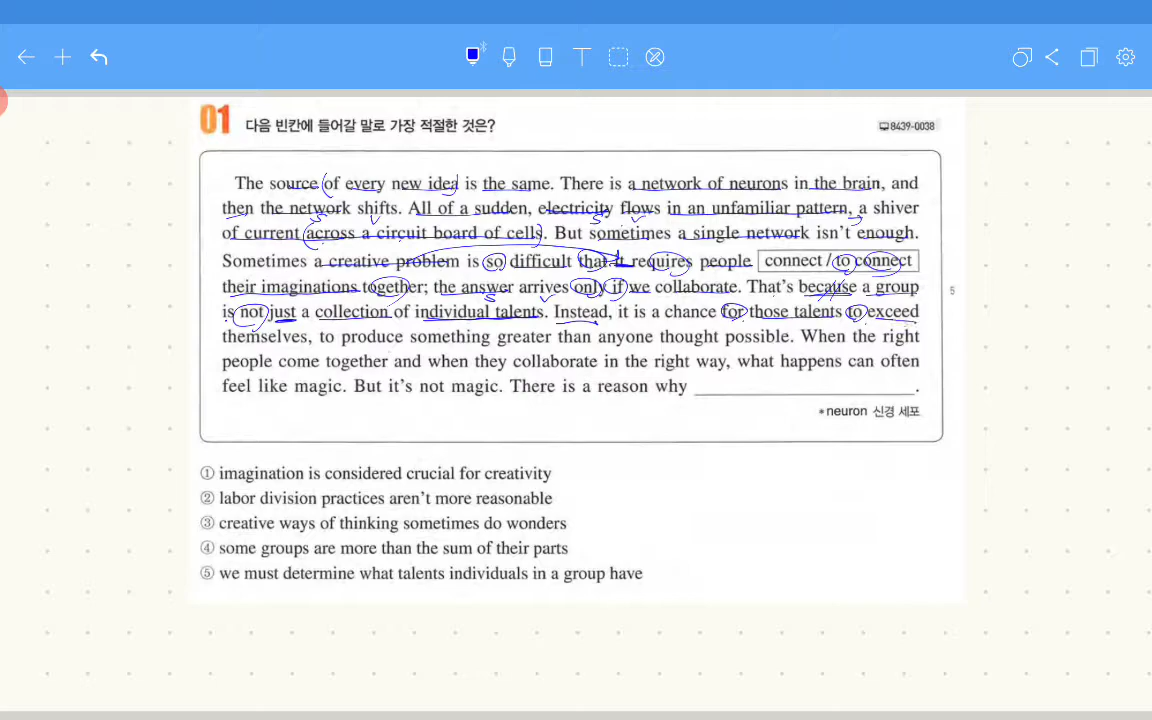 01 다음 빈칸에 들어갈 말로 가장 적절한 것은?
8439-0038
The source of every new idea is the same. There is a network of neurons in the brain, and
then the network shifts. All of a sudden, electricity flows in an unfamiliar pattern, a shiver
of current across a circuit board of cells. But sometimes a single network isn't enough.
Sometimes a creative problem is so difficult that it requires people connect / to connect
their imaginations together; the answer arrives only if we collaborate. That's because a group
5
is not just a collection of individual talents. Instead, it is a chance for those talents to exceed
themselves, to produce something greater than anyone thought possible. When the right
people come together and when they collaborate in the right way, what happens can often
feel like magic. But it's not magic. There is a reason why ____________________.
*neuron 신경 세포
① imagination is considered crucial for creativity
② labor division practices aren't more reasonable
③ creative ways of thinking sometimes do wonders
④ some groups are more than the sum of their parts
⑤ we must determine what talents individuals in a group have